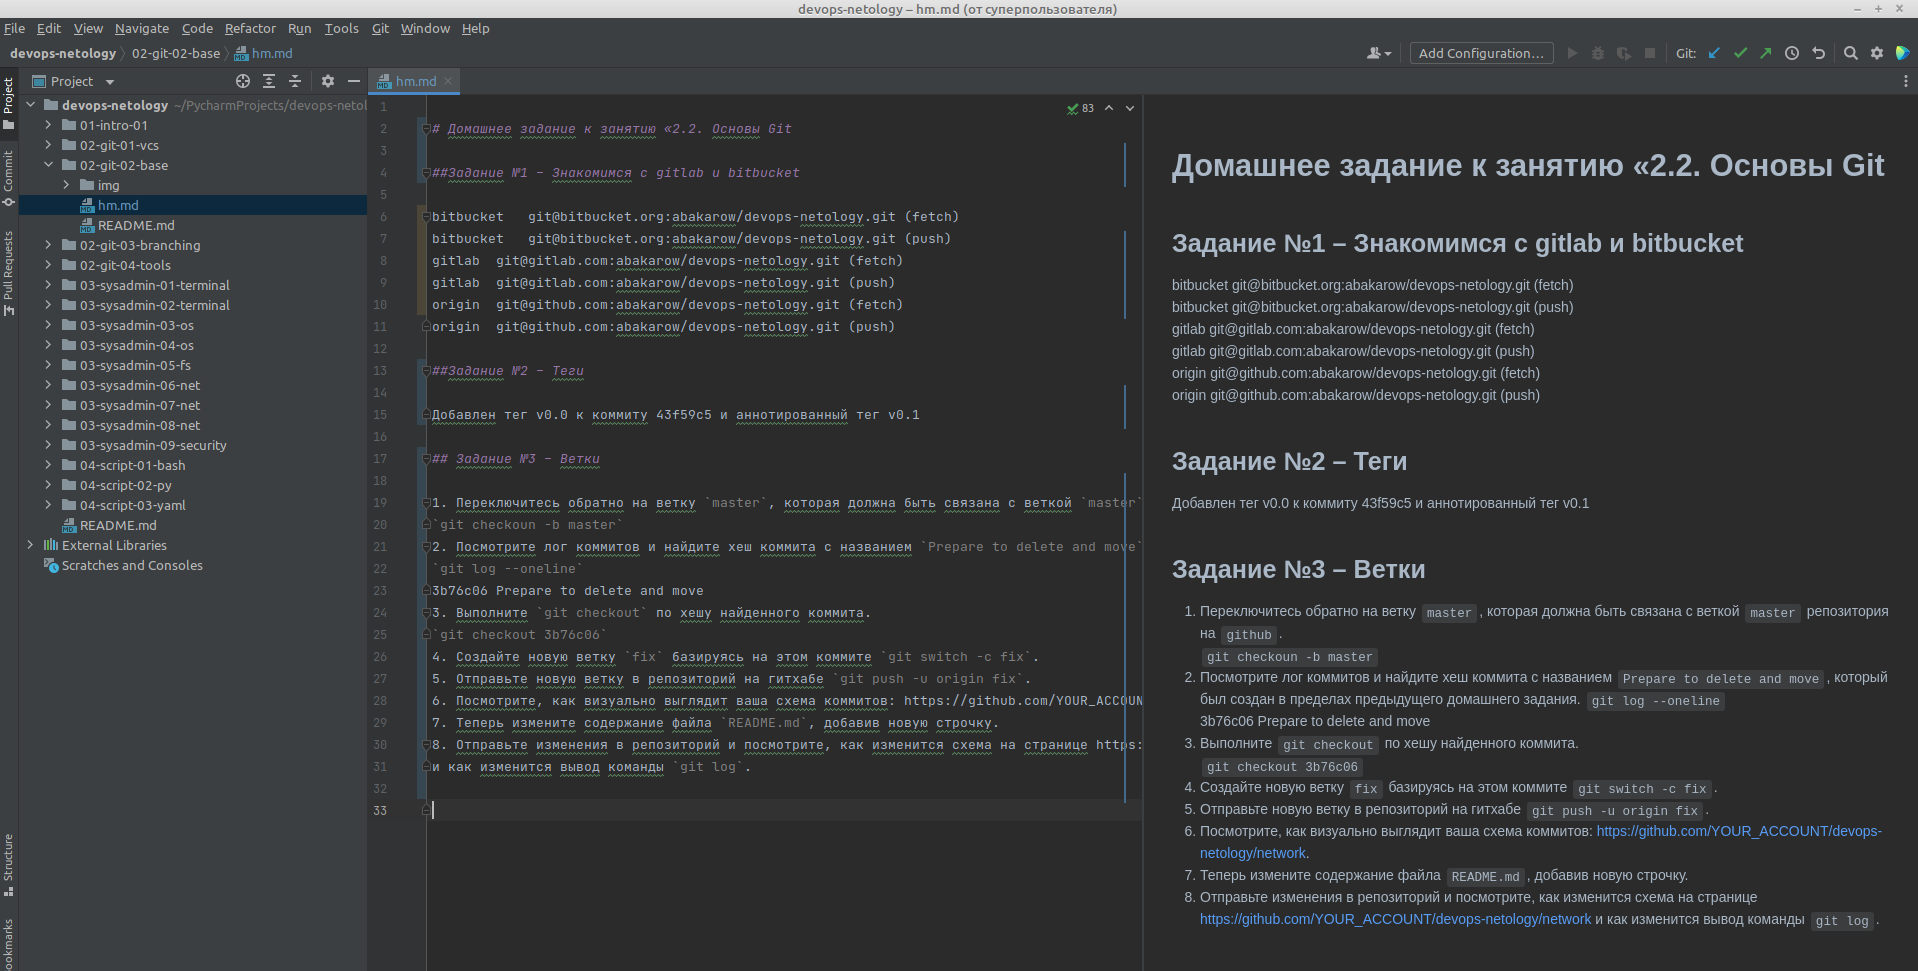 devops-netology – hm.md (от суперпользователя)
File Edit View Navigate Code Refactor Run Tools Git Window Help
devops-netology 02-git-02-base hm.md
Add Configuration...
Git:
Project
hm.md
Project
Commit
Pull Requests
Structure
devops-netology ~/PycharmProjects/devops-netol
01-intro-01
02-git-01-vcs
02-git-02-base
img
hm.md
README.md
02-git-03-branching
02-git-04-tools
03-sysadmin-01-terminal
03-sysadmin-02-terminal
03-sysadmin-03-os
03-sysadmin-04-os
03-sysadmin-05-fs
03-sysadmin-06-net
03-sysadmin-07-net
03-sysadmin-08-net
03-sysadmin-09-security
04-script-01-bash
04-script-02-py
04-script-03-yaml
README.md
External Libraries
Scratches and Consoles
83
1
2 # Домашнее задание к занятию «2.2. Основы Git
3
4 ##Задание №1 – Знакомимся с gitlab и bitbucket
5
6 bitbucket git@bitbucket.org:abakarow/devops-netology.git (fetch)
7 bitbucket git@bitbucket.org:abakarow/devops-netology.git (push)
8 gitlab git@gitlab.com:abakarow/devops-netology.git (fetch)
9 gitlab git@gitlab.com:abakarow/devops-netology.git (push)
10 origin git@github.com:abakarow/devops-netology.git (fetch)
11 origin git@github.com:abakarow/devops-netology.git (push)
12
13 ##Задание №2 – Теги
14
15 Добавлен тег v0.0 к коммиту 43f59c5 и аннотированный тег v0.1
16
17 ## Задание №3 – Ветки
18
19 1. Переключитесь обратно на ветку `master`, которая должна быть связана с веткой `master`
20 `git checkoun -b master`
21 2. Посмотрите лог коммитов и найдите хеш коммита с названием `Prepare to delete and move`
22 `git log --oneline`
23 3b76c06 Prepare to delete and move
24 3. Выполните `git checkout` по хешу найденного коммита.
25 `git checkout 3b76c06`
26 4. Создайте новую ветку `fix` базируясь на этом коммите `git switch -c fix`.
27 5. Отправьте новую ветку в репозиторий на гитхабе `git push -u origin fix`.
28 6. Посмотрите, как визуально выглядит ваша схема коммитов: https://github.com/YOUR_ACCOUN
29 7. Теперь измените содержание файла `README.md`, добавив новую строчку.
30 8. Отправьте изменения в репозиторий и посмотрите, как изменится схема на странице https:
31 и как изменится вывод команды `git log`.
32
33
Домашнее задание к занятию «2.2. Основы Git
Задание №1 – Знакомимся с gitlab и bitbucket
bitbucket git@bitbucket.org:abakarow/devops-netology.git (fetch)
bitbucket git@bitbucket.org:abakarow/devops-netology.git (push)
gitlab git@gitlab.com:abakarow/devops-netology.git (fetch)
gitlab git@gitlab.com:abakarow/devops-netology.git (push)
origin git@github.com:abakarow/devops-netology.git (fetch)
origin git@github.com:abakarow/devops-netology.git (push)
Задание №2 – Теги
Добавлен тег v0.0 к коммиту 43f59c5 и аннотированный тег v0.1
Задание №3 – Ветки
1. Переключитесь обратно на ветку master, которая должна быть связана с веткой master репозитория
на github.
git checkoun -b master
2. Посмотрите лог коммитов и найдите хеш коммита с названием Prepare to delete and move, который
был создан в пределах предыдущего домашнего задания. git log --oneline
3b76c06 Prepare to delete and move
3. Выполните git checkout по хешу найденного коммита.
git checkout 3b76c06
4. Создайте новую ветку fix базируясь на этом коммите git switch -c fix.
5. Отправьте новую ветку в репозиторий на гитхабе git push -u origin fix.
6. Посмотрите, как визуально выглядит ваша схема коммитов: https://github.com/YOUR_ACCOUNT/devops-
netology/network.
7. Теперь измените содержание файла README.md, добавив новую строчку.
8. Отправьте изменения в репозиторий и посмотрите, как изменится схема на странице
https://github.com/YOUR_ACCOUNT/devops-netology/network и как изменится вывод команды git log.